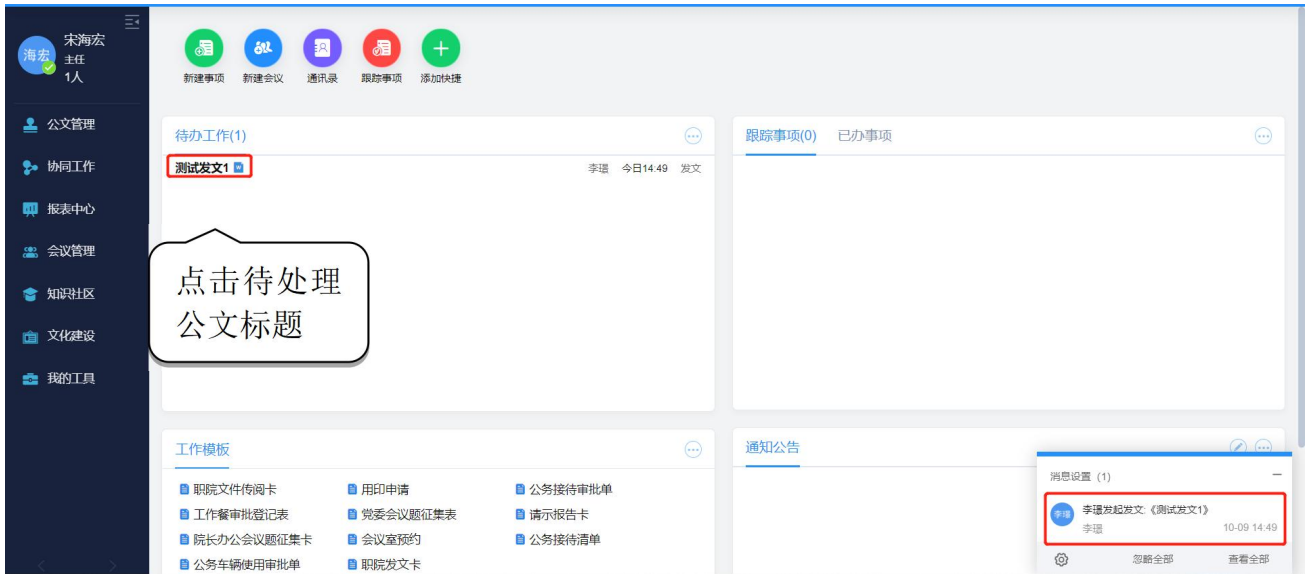 宋海宏
海宏
主任
1人
公文管理
协同工作
报表中心
会议管理
知识社区
文化建设
我的工具
新建事项 新建会议 通讯录 跟踪事项 添加快捷
待办工作(1)
测试发文1 李璟 今日14:49 发文
点击待处理
公文标题
跟踪事项(0) 已办事项
工作模板
职院文件传阅卡 用印申请 公务接待审批单
工作餐审批登记表 党委会议题征集表 请示报告卡
院长办公会议题征集卡 会议室预约 公务接待清单
公务车辆使用审批单 职院发文卡
通知公告
消息设置 (1)
李璟 李璟发起发文:《测试发文1》
李璟 10-09 14:49
忽略全部 查看全部